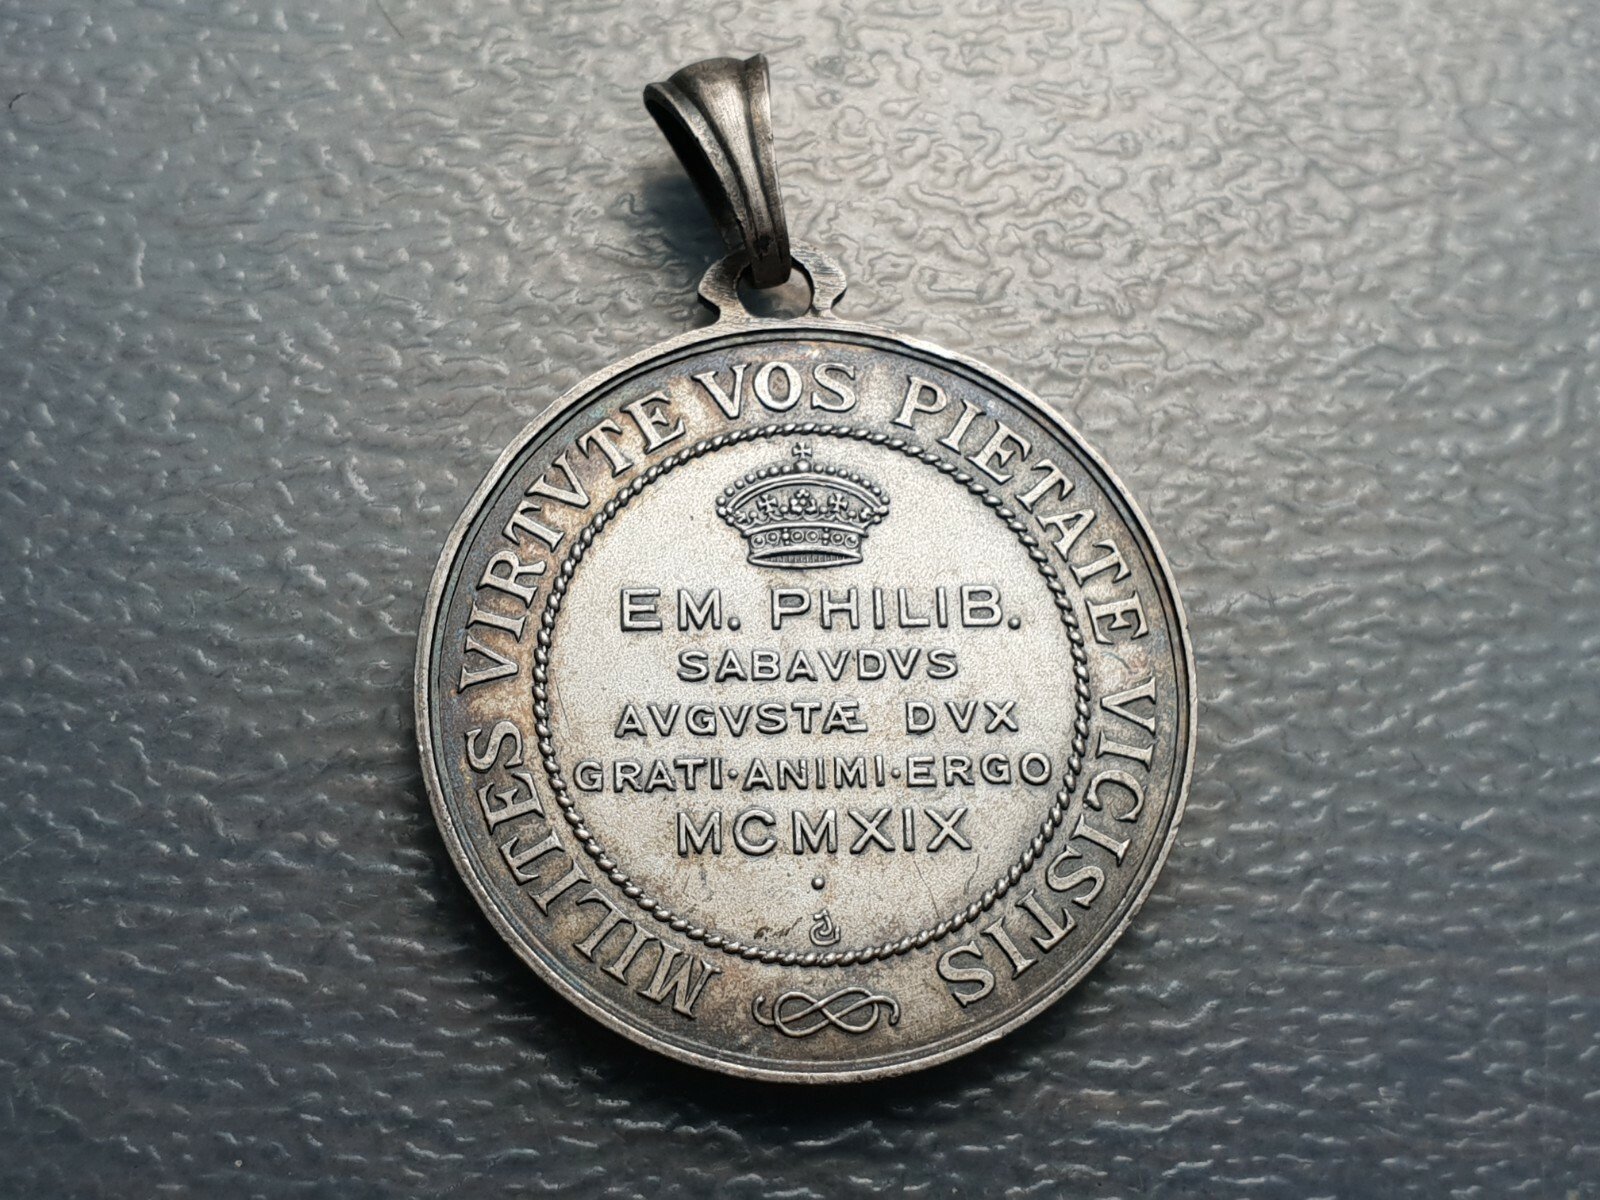 MILITES VIRTVTE VOS PIETATE VICISTIS
EM. PHILIB.
SABAVDVS
AVGVSTÆ DVX
GRATI·ANIMI·ERGO
MCMXIX